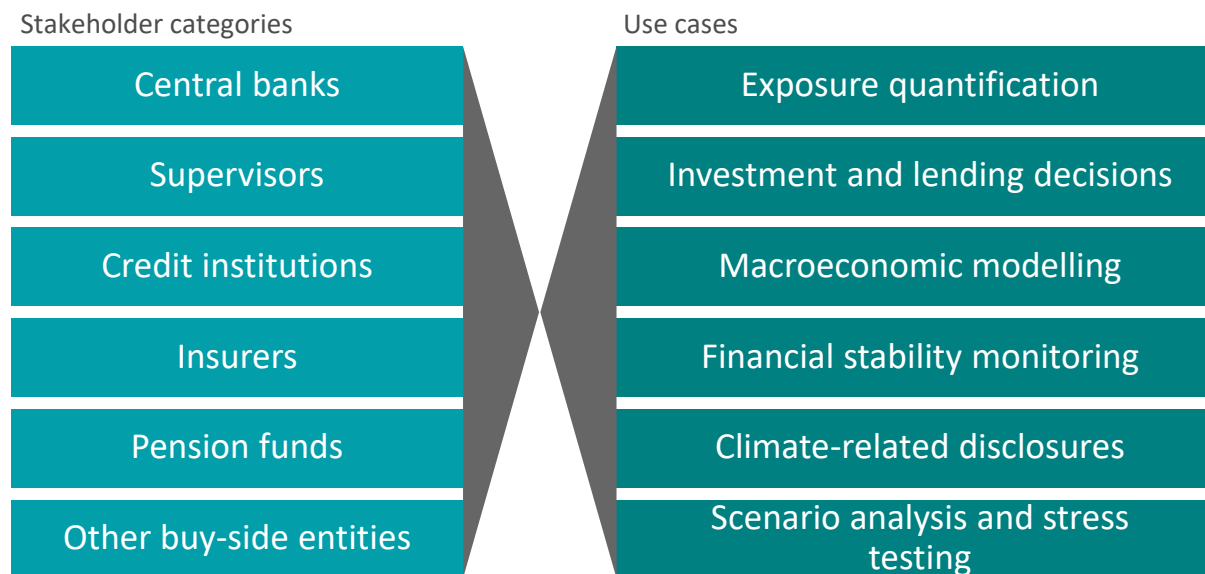 Stakeholder categories
Central banks
Supervisors
Credit institutions
Insurers
Pension funds
Other buy-side entities
Use cases
Exposure quantification
Investment and lending decisions
Macroeconomic modelling
Financial stability monitoring
Climate-related disclosures
Scenario analysis and stress
testing